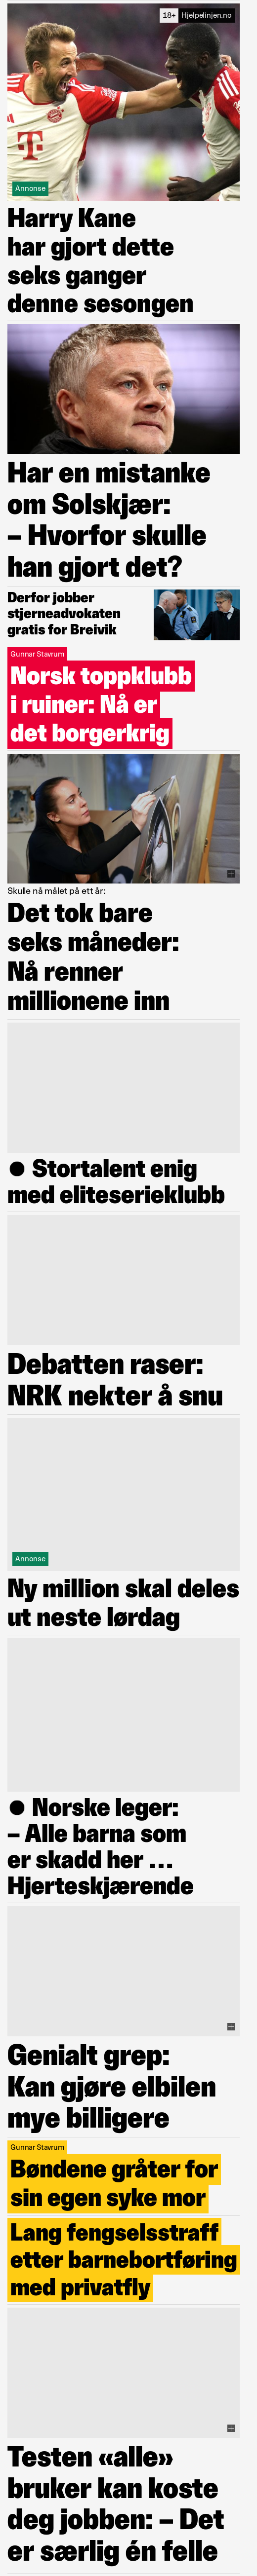 18+ Hjelpelinjen.no
T
Annonse
Harry Kane
har gjort dette
seks ganger
denne sesongen
Har en mistanke
om Solskjær:
– Hvorfor skulle
han gjort det?
Derfor jobber
stjerneadvokaten
gratis for Breivik
Gunnar Stavrum
Norsk toppklubb
i ruiner: Nå er
det borgerkrig
Skulle nå målet på ett år:
Det tok bare
seks måneder:
Nå renner
millionene inn
● Stortalent enig
med eliteserieklubb
Debatten raser:
NRK nekter å snu
Annonse
Ny million skal deles
ut neste lørdag
● Norske leger:
– Alle barna som
er skadd her …
Hjerteskjærende
Genialt grep:
Kan gjøre elbilen
mye billigere
Gunnar Stavrum
Bøndene gråter for
sin egen syke mor
Lang fengselsstraff
etter barnebortføring
med privatfly
Testen «alle»
bruker kan koste
deg jobben: – Det
er særlig én felle